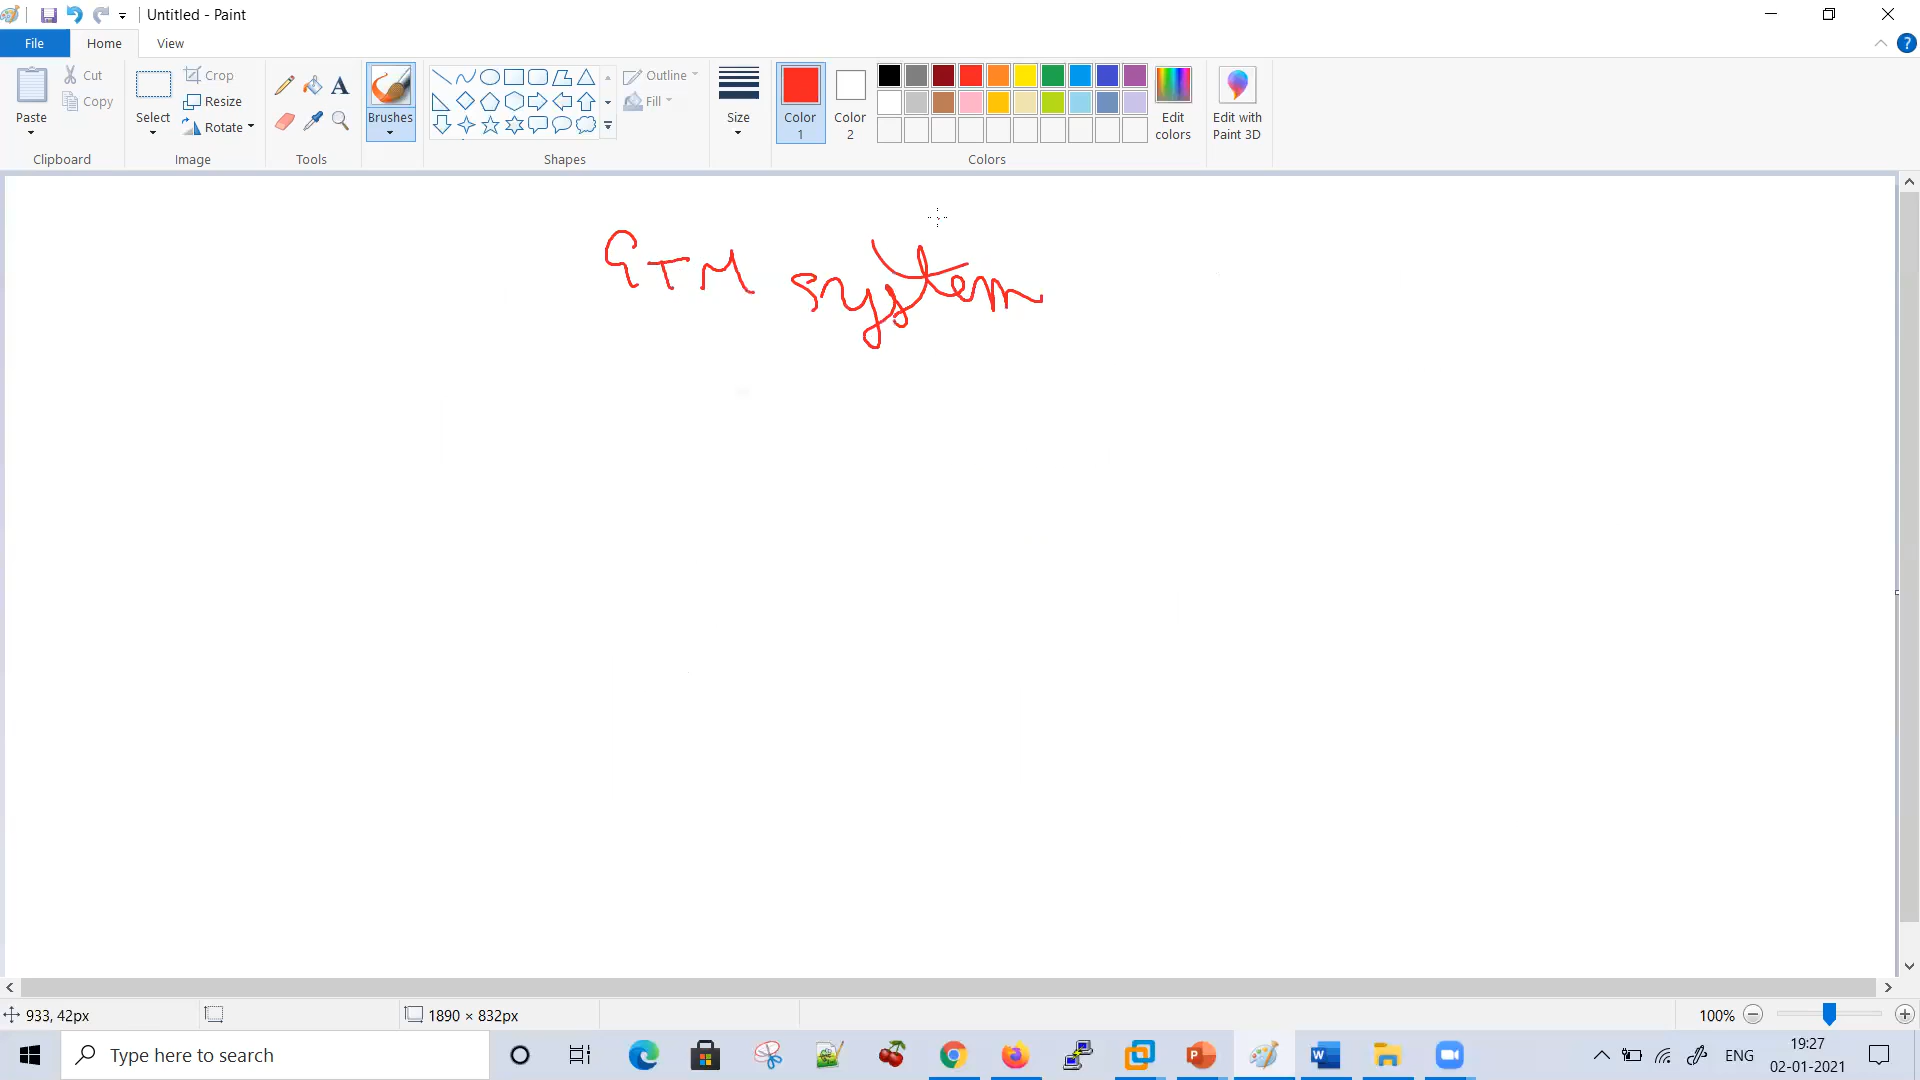 Untitled - Paint
File Home View
Paste Cut Copy Clipboard
Select Crop Resize Rotate Image
Tools
Brushes
Outline Fill Shapes
Size
Color 1 Color 2 Edit colors Colors
Edit with Paint 3D
GTM system
933, 42px 1890 × 832px 100%
Type here to search ENG 19:27
02-01-2021